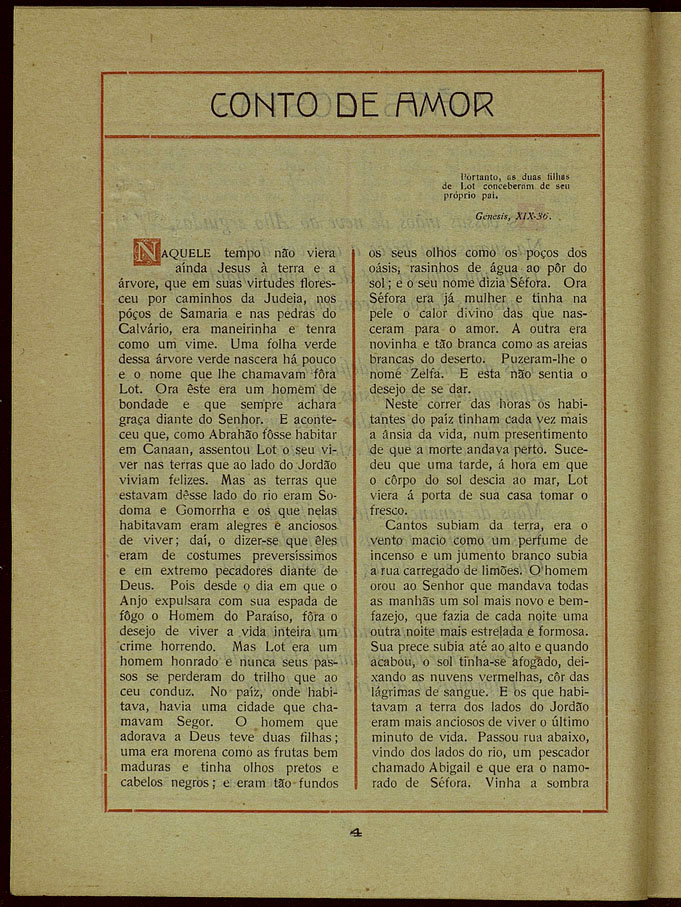 CONTO DE AMOR
Portanto, as duas filhas
de Lot conceberam de seu
próprio pai.
Genesis, XIX-36.
NAQUELE tempo não viera
aínda Jesus à terra e a
árvore, que em suas virtudes flores-
ceu por caminhos da Judeia, nos
póços de Samaria e nas pedras do
Calvário, era maneirinha e tenra
como um vime. Uma folha verde
dessa árvore verde nascera há pouco
e o nome que lhe chamavam fôra
Lot. Ora êste era um homem de
bondade e que sempre achara
graça diante do Senhor. E aconte-
ceu que, como Abrahão fôsse habitar
em Canaan, assentou Lot o seu vi-
ver nas terras que ao lado do Jordão
viviam felizes. Mas as terras que
estavam dêsse lado do rio eram So-
doma e Gomorrha e os que nelas
habitavam eram alegres e anciosos
de viver; daí, o dizer-se que êles
eram de costumes preversíssimos
e em extremo pecadores diante de
Deus. Pois desde o dia em que o
Anjo expulsara com sua espada de
fôgo o Homem do Paraíso, fôra o
desejo de viver a vida inteira um
crime horrendo. Mas Lot era um
homem honrado e nunca seus pas-
sos se perderam do trilho que ao
ceu conduz. No país, onde habi-
tava, havia uma cidade que cha-
mavam Segor. O homem que
adorava a Deus teve duas filhas;
uma era morena como as frutas bem
maduras e tinha olhos pretos e
cabelos negros; e eram tão fundos
os seus olhos como os poços dos
oásis, rasinhos de água ao pôr do
sol; e o seu nome dizia Séfora. Ora
Séfora era já mulher e tinha na
pele o calor divino das que nas-
ceram para o amor. A outra era
novinha e tão branca como as areias
brancas do deserto. Puzeram-lhe o
nome Zelfa. E esta não sentia o
desejo de se dar.
Neste correr das horas os habi-
tantes do país tinham cada vez mais
a ânsia da vida, num presentimento
de que a morte andava perto. Suce-
deu que uma tarde, á hora em que
o côrpo do sol descia ao mar, Lot
viera á porta de sua casa tomar o
fresco.
Cantos subiam da terra, era o
vento macio como um perfume de
incenso e um jumento branco subia
a rua carregado de limões. O homem
orou ao Senhor que mandava todas
as manhãs um sol mais novo e bem-
fazejo, que fazia de cada noite uma
outra noite mais estrelada e formosa.
Sua prece subia até ao alto e quando
acabou, o sol tinha-se afogado, dei-
xando as nuvens vermelhas, côr das
lágrimas de sangue. E os que habi-
tavam a terra dos lados do Jordão
eram mais anciosos de viver o último
minuto de vida. Passou rua abaixo,
vindo dos lados do rio, um pescador
chamado Abigail e que era o namo-
rado de Séfora. Vinha a sombra
4